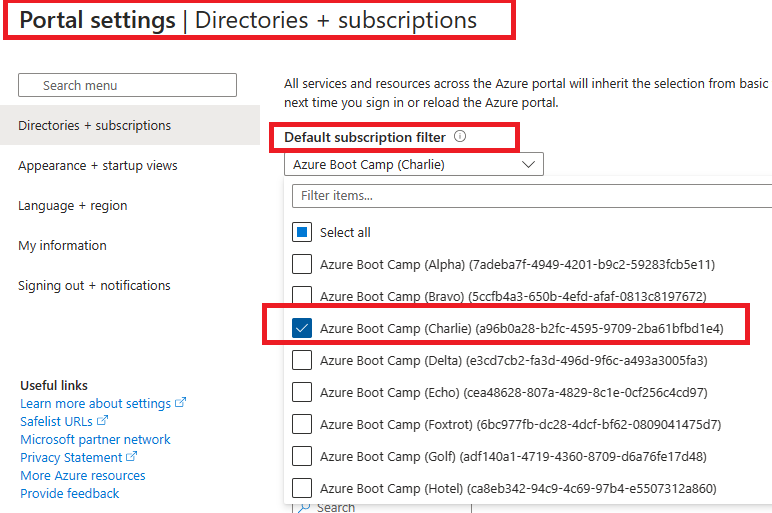 Portal settings | Directories + subscriptions
Search menu
Directories + subscriptions
Appearance + startup views
Language + region
My information
Signing out + notifications
Useful links
Learn more about settings
Safelist URLs
Microsoft partner network
Privacy Statement
More Azure resources
Provide feedback
All services and resources across the Azure portal will inherit the selection from basic
next time you sign in or reload the Azure portal.
Default subscription filter
Azure Boot Camp (Charlie)
Filter items...
Select all
Azure Boot Camp (Alpha) (7adeba7f-4949-4201-b9c2-59283fcb5e11)
Azure Boot Camp (Bravo) (5ccfb4a3-650b-4efd-afaf-0813c8197672)
Azure Boot Camp (Charlie) (a96b0a28-b2fc-4595-9709-2ba61bfbd1e4)
Azure Boot Camp (Delta) (e3cd7cb2-fa3d-496d-9f6c-a493a3005fa3)
Azure Boot Camp (Echo) (cea48628-807a-4829-8c1e-0cf256c4cd97)
Azure Boot Camp (Foxtrot) (6bc977fb-dc28-4dcf-bf62-0809041475d7)
Azure Boot Camp (Golf) (adf140a1-4719-4360-8709-d6a76fe17d48)
Azure Boot Camp (Hotel) (ca8eb342-94c9-4c69-97b4-e5507312a860)
Search